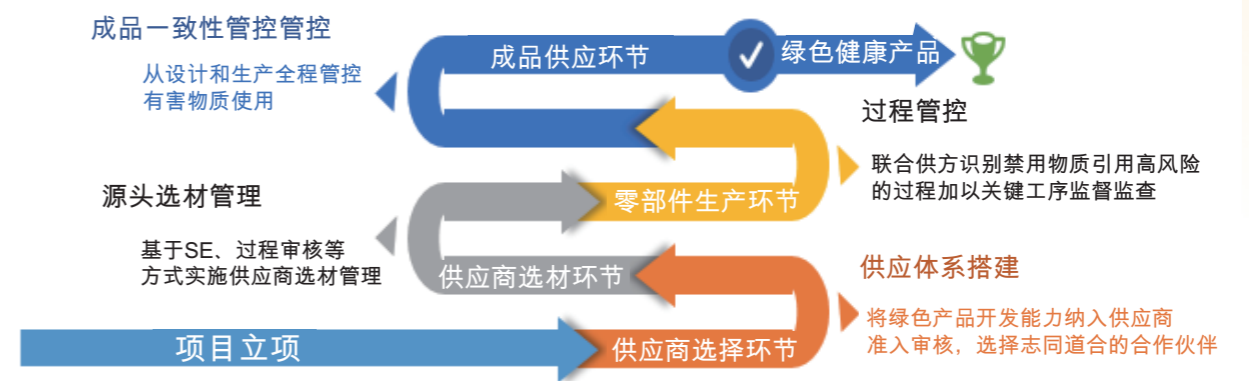 成品一致性管控管控
从设计和生产全程管控
有害物质使用
成品供应环节
绿色健康产品
过程管控
联合供方识别禁用物质引用高风险
的过程加以关键工序监督监查
源头选材管理
基于SE、过程审核等
方式实施供应商选材管理
零部件生产环节
供应商选材环节
供应体系搭建
将绿色产品开发能力纳入供应商
准入审核，选择志同道合的合作伙伴
项目立项
供应商选择环节